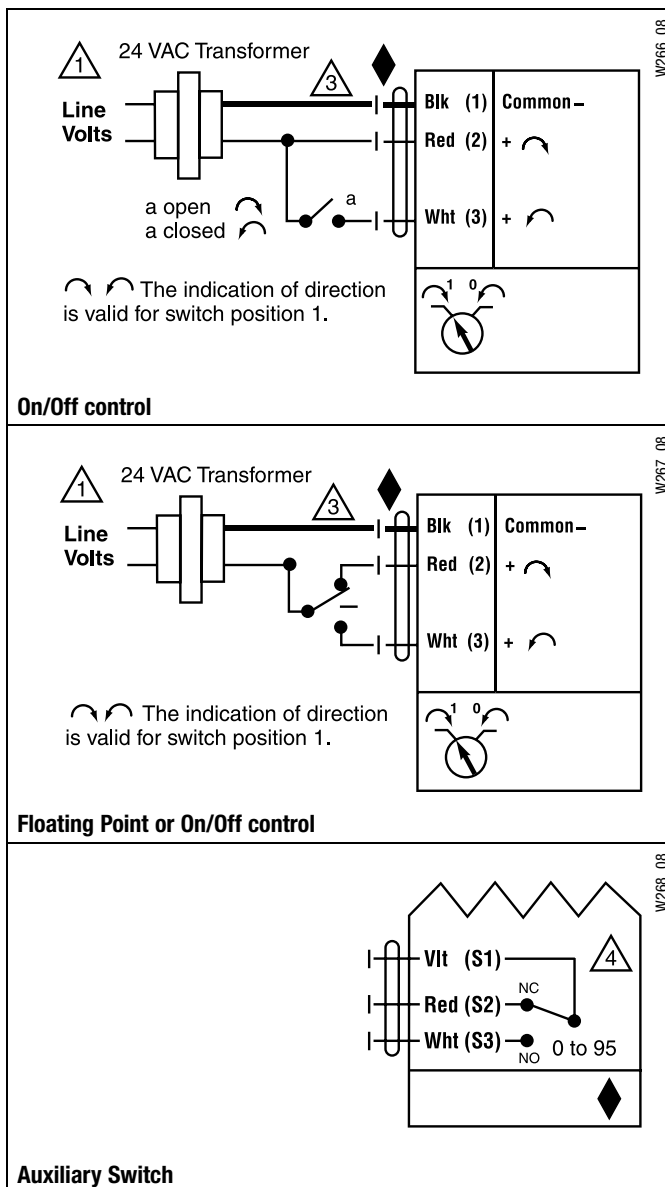 W266_08
24 VAC Transformer
1
3
Line
Volts
Blk (1) Common –
Red (2) +
a
Wht (3) +
a open
a closed
The indication of direction
is valid for switch position 1.
1 0
On/Off control
W267_08
24 VAC Transformer
1
3
Line
Volts
Blk (1) Common –
Red (2) +
Wht (3) +
The indication of direction
is valid for switch position 1.
1 0
Floating Point or On/Off control
W268_08
Vlt (S1)
4
NC
Red (S2)
Wht (S3)
0 to 95
NO
Auxiliary Switch